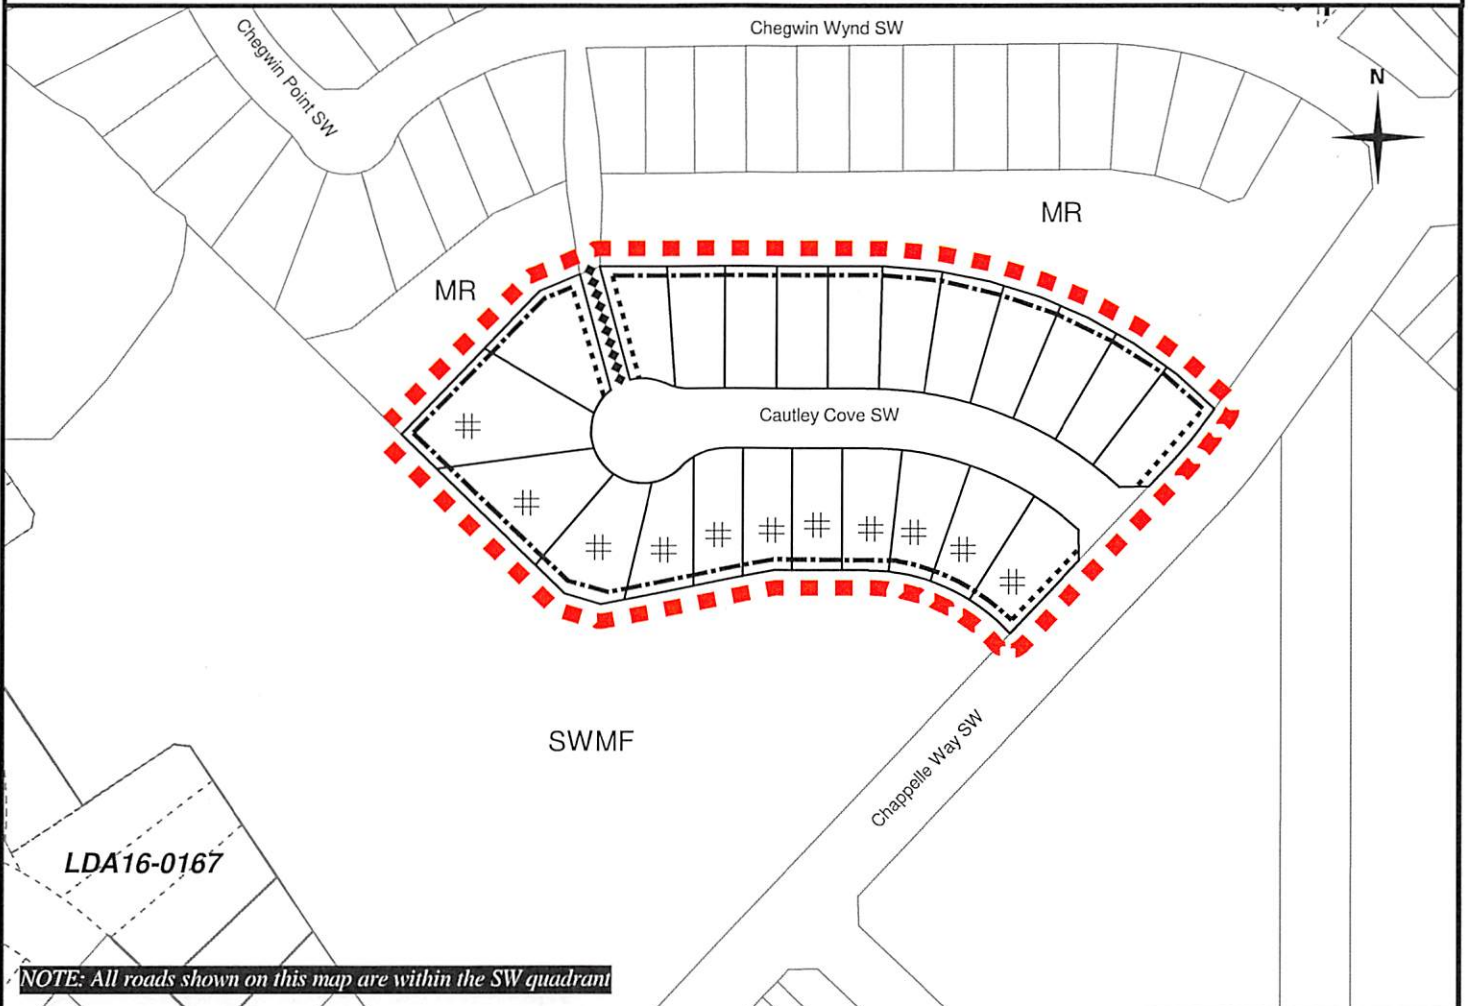 Chegwin Wynd SW
Chegwin Point SW
N
MR
MR
Cautley Cove SW
SWMF
Chappelle Way SW
LDA16-0167
NOTE: All roads shown on this map are within the SW quadrant